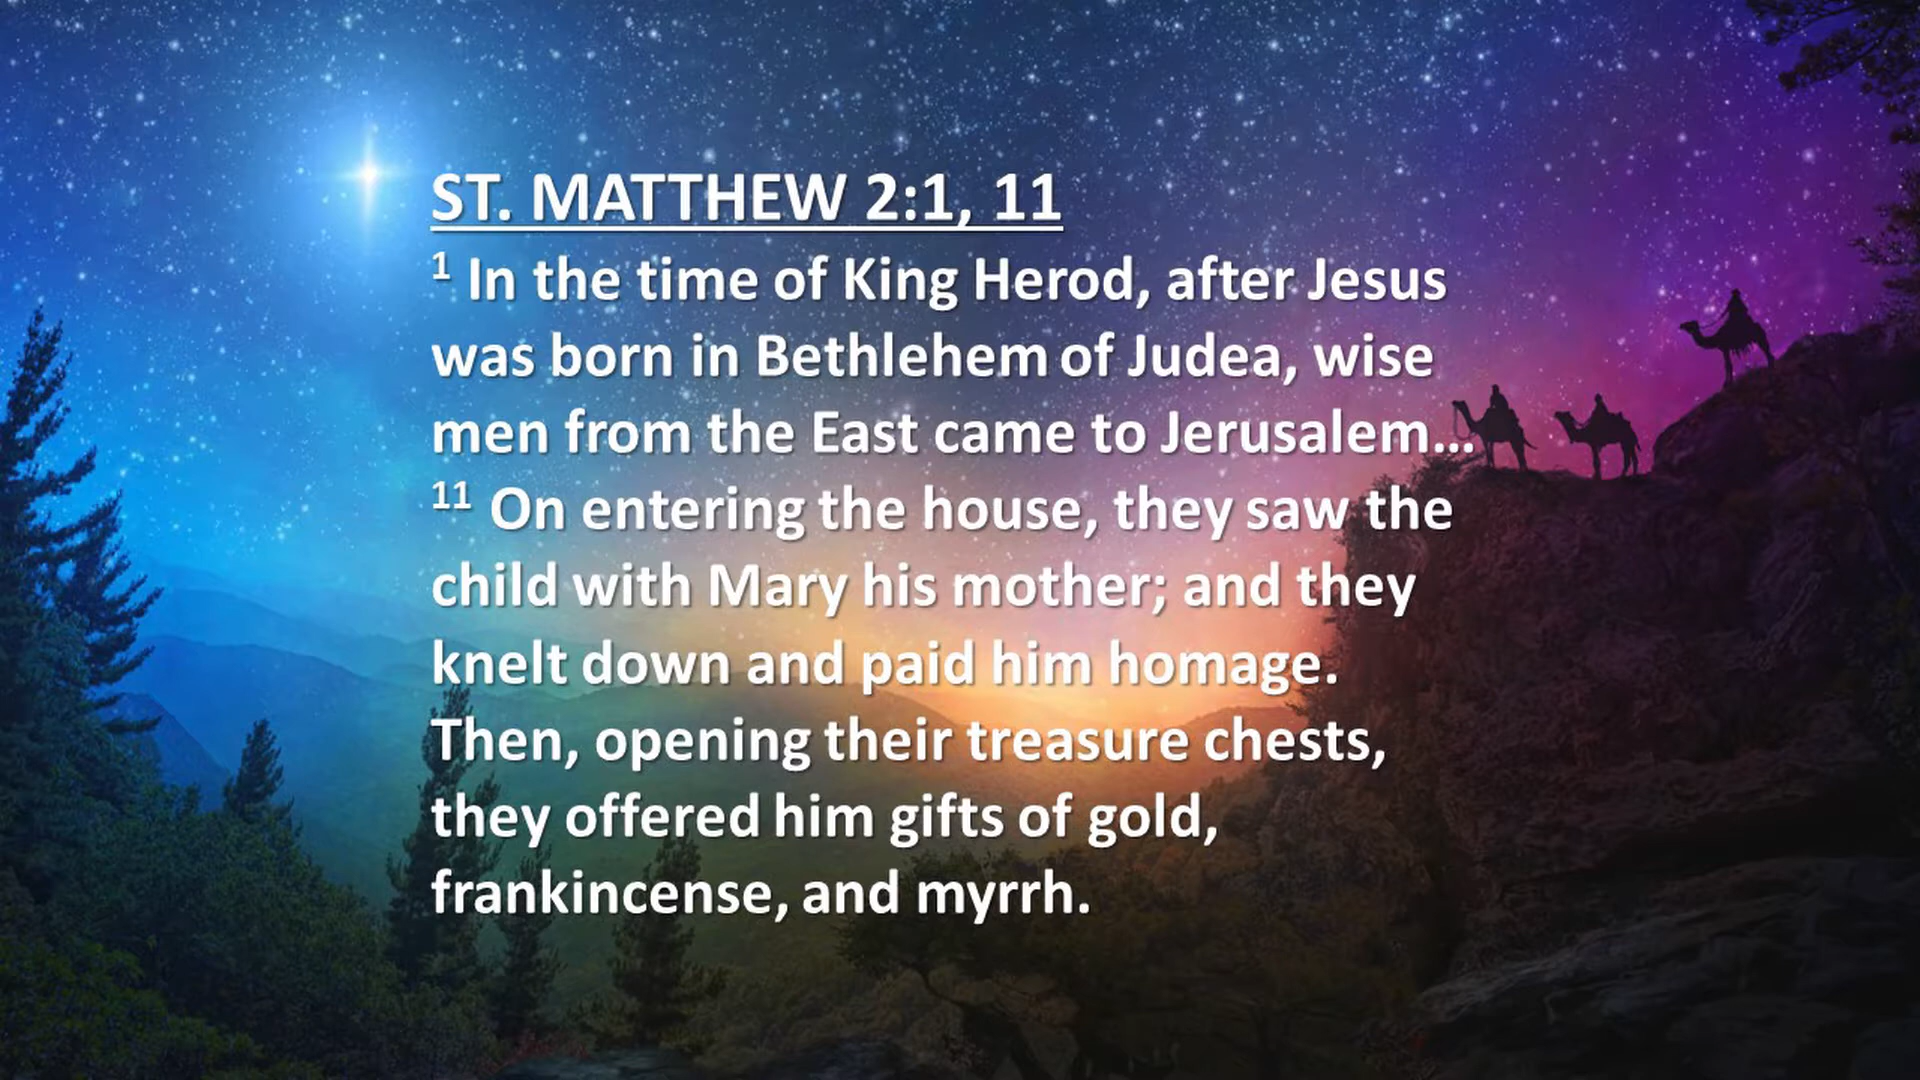 ST. MATTHEW 2:1, 11
1 In the time of King Herod, after Jesus
was born in Bethlehem of Judea, wise
men from the East came to Jerusalem...
11 On entering the house, they saw the
child with Mary his mother; and they
knelt down and paid him homage.
Then, opening their treasure chests,
they offered him gifts of gold,
frankincense, and myrrh.